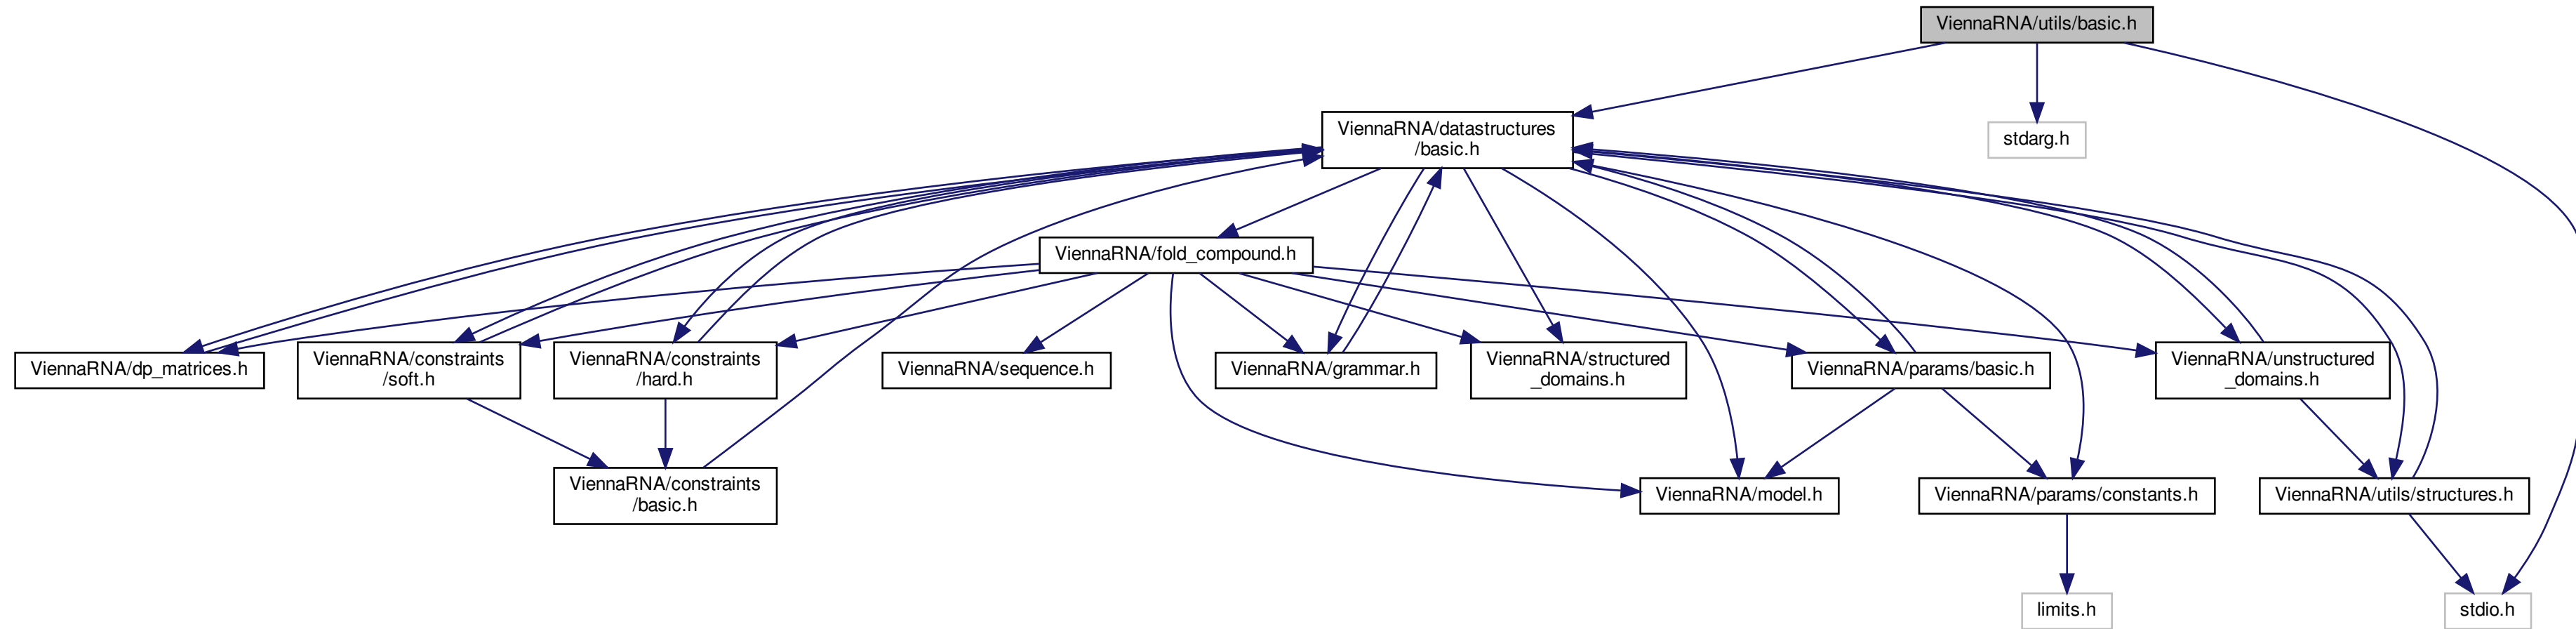 ViennaRNA/utils/basic.h
ViennaRNA/datastructures
/basic.h
stdarg.h
ViennaRNA/fold_compound.h
ViennaRNA/dp_matrices.h
ViennaRNA/constraints
/soft.h
ViennaRNA/constraints
/hard.h
ViennaRNA/sequence.h
ViennaRNA/grammar.h
ViennaRNA/structured
_domains.h
ViennaRNA/params/basic.h
ViennaRNA/unstructured
_domains.h
ViennaRNA/constraints
/basic.h
ViennaRNA/model.h
ViennaRNA/params/constants.h
ViennaRNA/utils/structures.h
limits.h
stdio.h